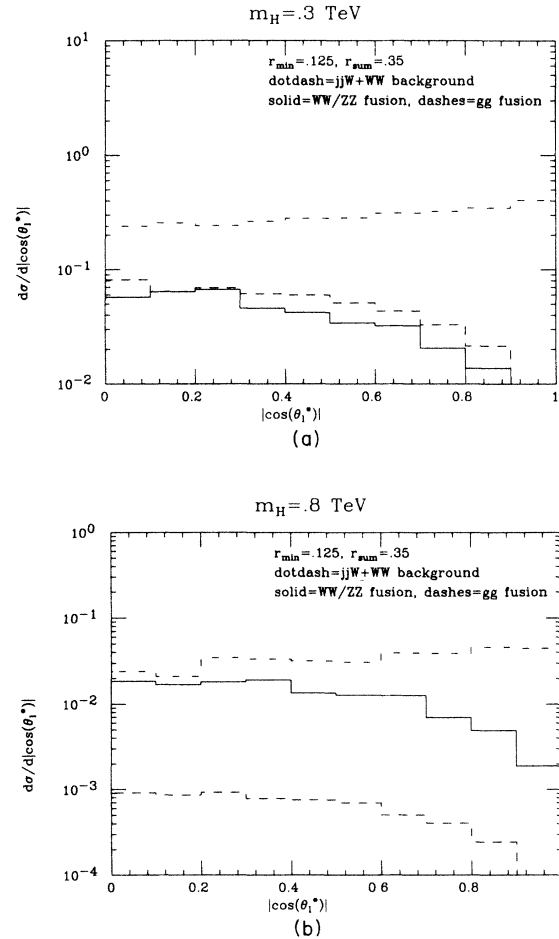 m_H=.3 TeV
r_min=.125, r_sum=.35
dotdash=jjW+WW background
solid=WW/ZZ fusion, dashes=gg fusion
10^1
10^0
10^-1
10^-2
dσ/d|cos(θ_l*)|
0 0.2 0.4 0.6 0.8 1
|cos(θ_l*)|
(a)
m_H=.8 TeV
r_min=.125, r_sum=.35
dotdash=jjW+WW background
solid=WW/ZZ fusion, dashes=gg fusion
10^0
10^-1
10^-2
10^-3
10^-4
dσ/d|cos(θ_l*)|
0 0.2 0.4 0 6 0.8
|cos(θ_l*)|
(b)